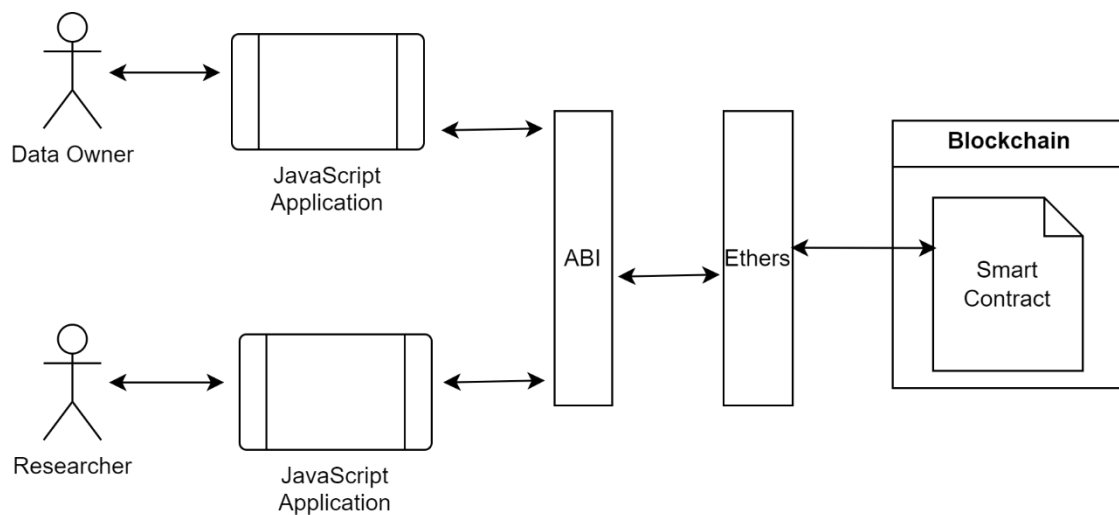 Data Owner
JavaScript
Application
ABI
Ethers
Blockchain
Smart
Contract
Researcher
JavaScript
Application